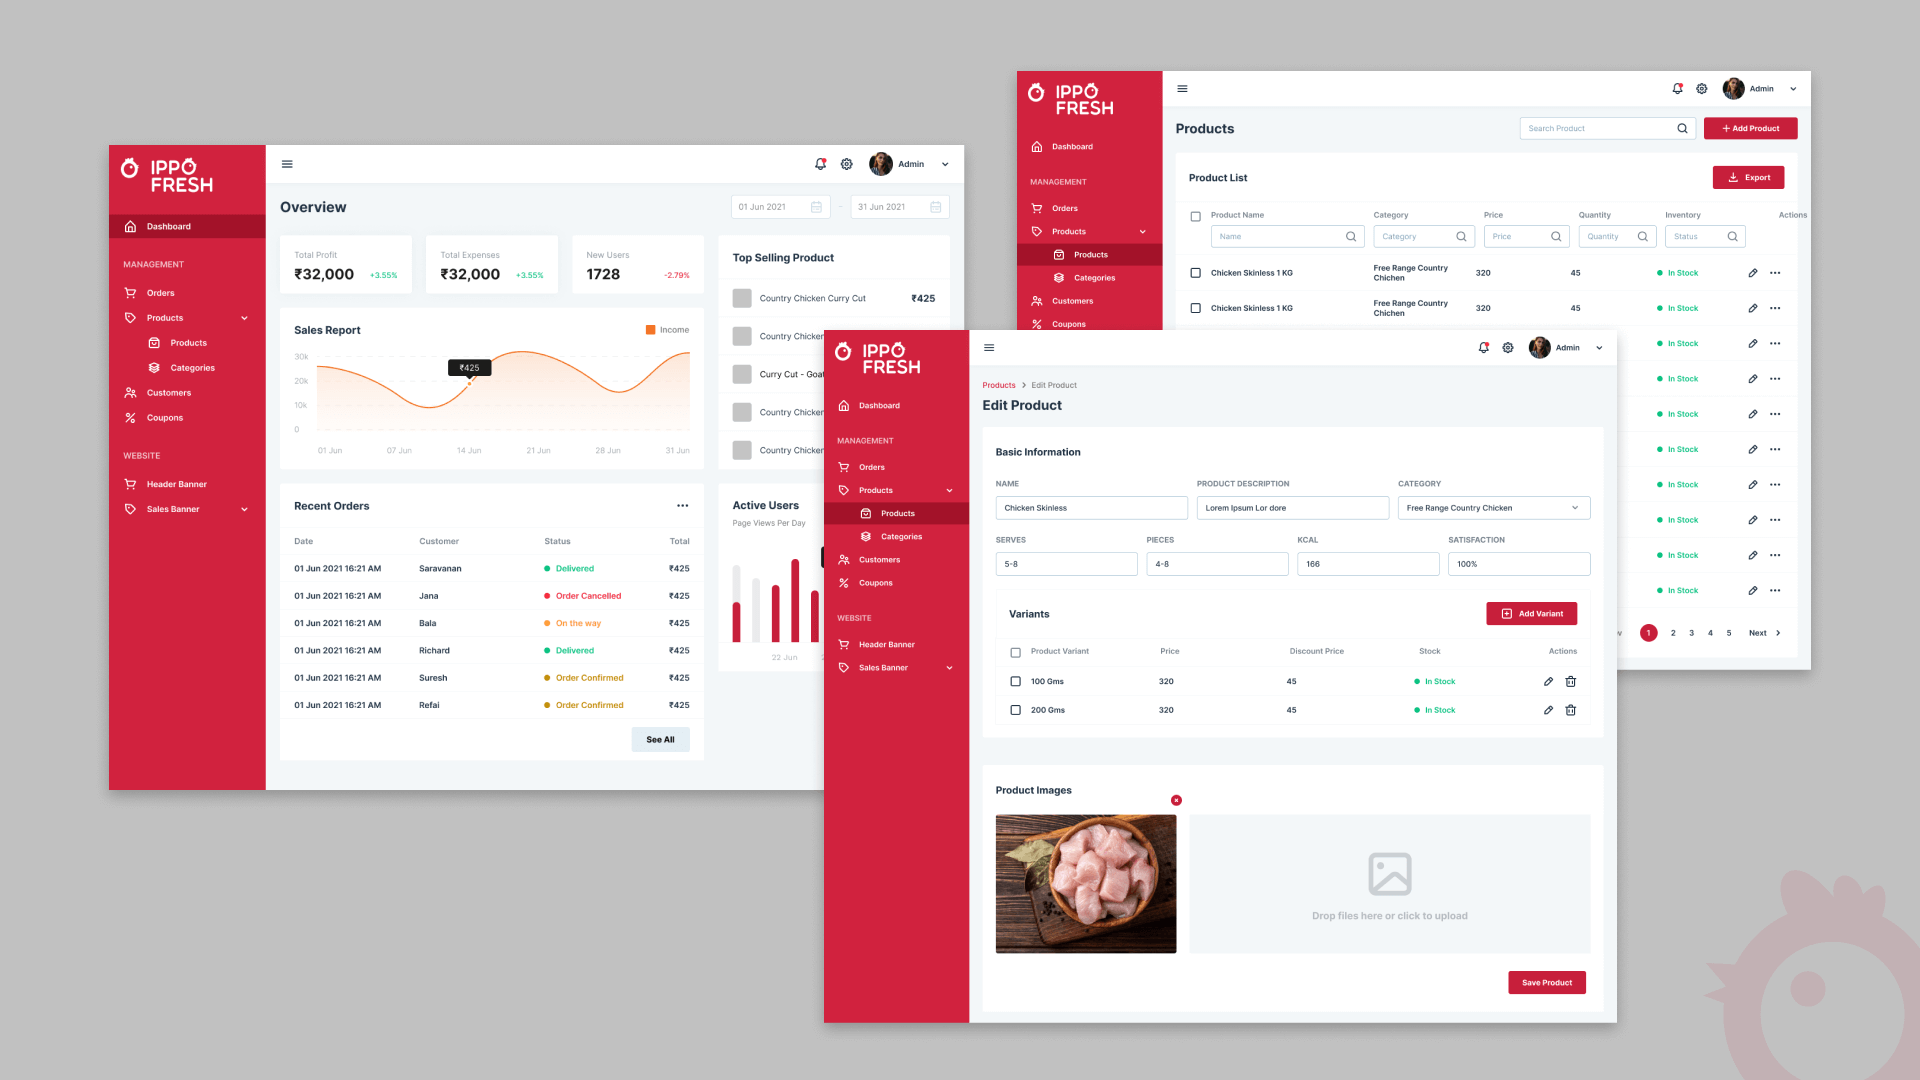 IPPO
FRESH
Dashboard
MANAGEMENT
Orders
Products
Products
Categories
Customers
Coupons
WEBSITE
Header Banner
Sales Banner
Admin
Overview
01 Jun 2021 - 31 Jun 2021
Total Profit
₹32,000 +3.55%
Total Expenses
₹32,000 +3.55%
New Users
1728 -2.79%
Sales Report
Income
30k
20k
10k
0
₹425
01 Jun 07 Jun 14 Jun 21 Jun 28 Jun 31 Jun
Top Selling Product
Country Chicken Curry Cut ₹425
Country Chicken
Curry Cut - Goat
Country Chicken
Country Chicken
Recent Orders
Date Customer Status Total
01 Jun 2021 16:21 AM Saravanan Delivered ₹425
01 Jun 2021 16:21 AM Jana Order Cancelled ₹425
01 Jun 2021 16:21 AM Bala On the way ₹425
01 Jun 2021 16:21 AM Richard Delivered ₹425
01 Jun 2021 16:21 AM Suresh Order Confirmed ₹425
01 Jun 2021 16:21 AM Refai Order Confirmed ₹425
See All
Active Users
Page Views Per Day
22 Jun
IPPO
FRESH
Dashboard
MANAGEMENT
Orders
Products
Products
Categories
Customers
Coupons
Admin
Products
Search Product
+ Add Product
Product List
Export
Product Name Category Price Quantity Inventory Actions
Name Category Price Quantity Status
Chicken Skinless 1 KG Free Range Country Chichen 320 45 In Stock
Chicken Skinless 1 KG Free Range Country Chichen 320 45 In Stock
In Stock
In Stock
In Stock
In Stock
In Stock
In Stock
In Stock
In Stock
1 2 3 4 5 Next
IPPO
FRESH
Dashboard
MANAGEMENT
Orders
Products
Products
Categories
Customers
Coupons
WEBSITE
Header Banner
Sales Banner
Admin
Products > Edit Product
Edit Product
Basic Information
NAME PRODUCT DESCRIPTION CATEGORY
Chicken Skinless Lorem Ipsum Lor dore Free Range Country Chicken
SERVES PIECES KCAL SATISFACTION
5-8 4-8 166 100%
Variants
Add Variant
Product Variant Price Discount Price Stock Actions
100 Gms 320 45 In Stock
200 Gms 320 45 In Stock
Product Images
Drop files here or click to upload
Save Product